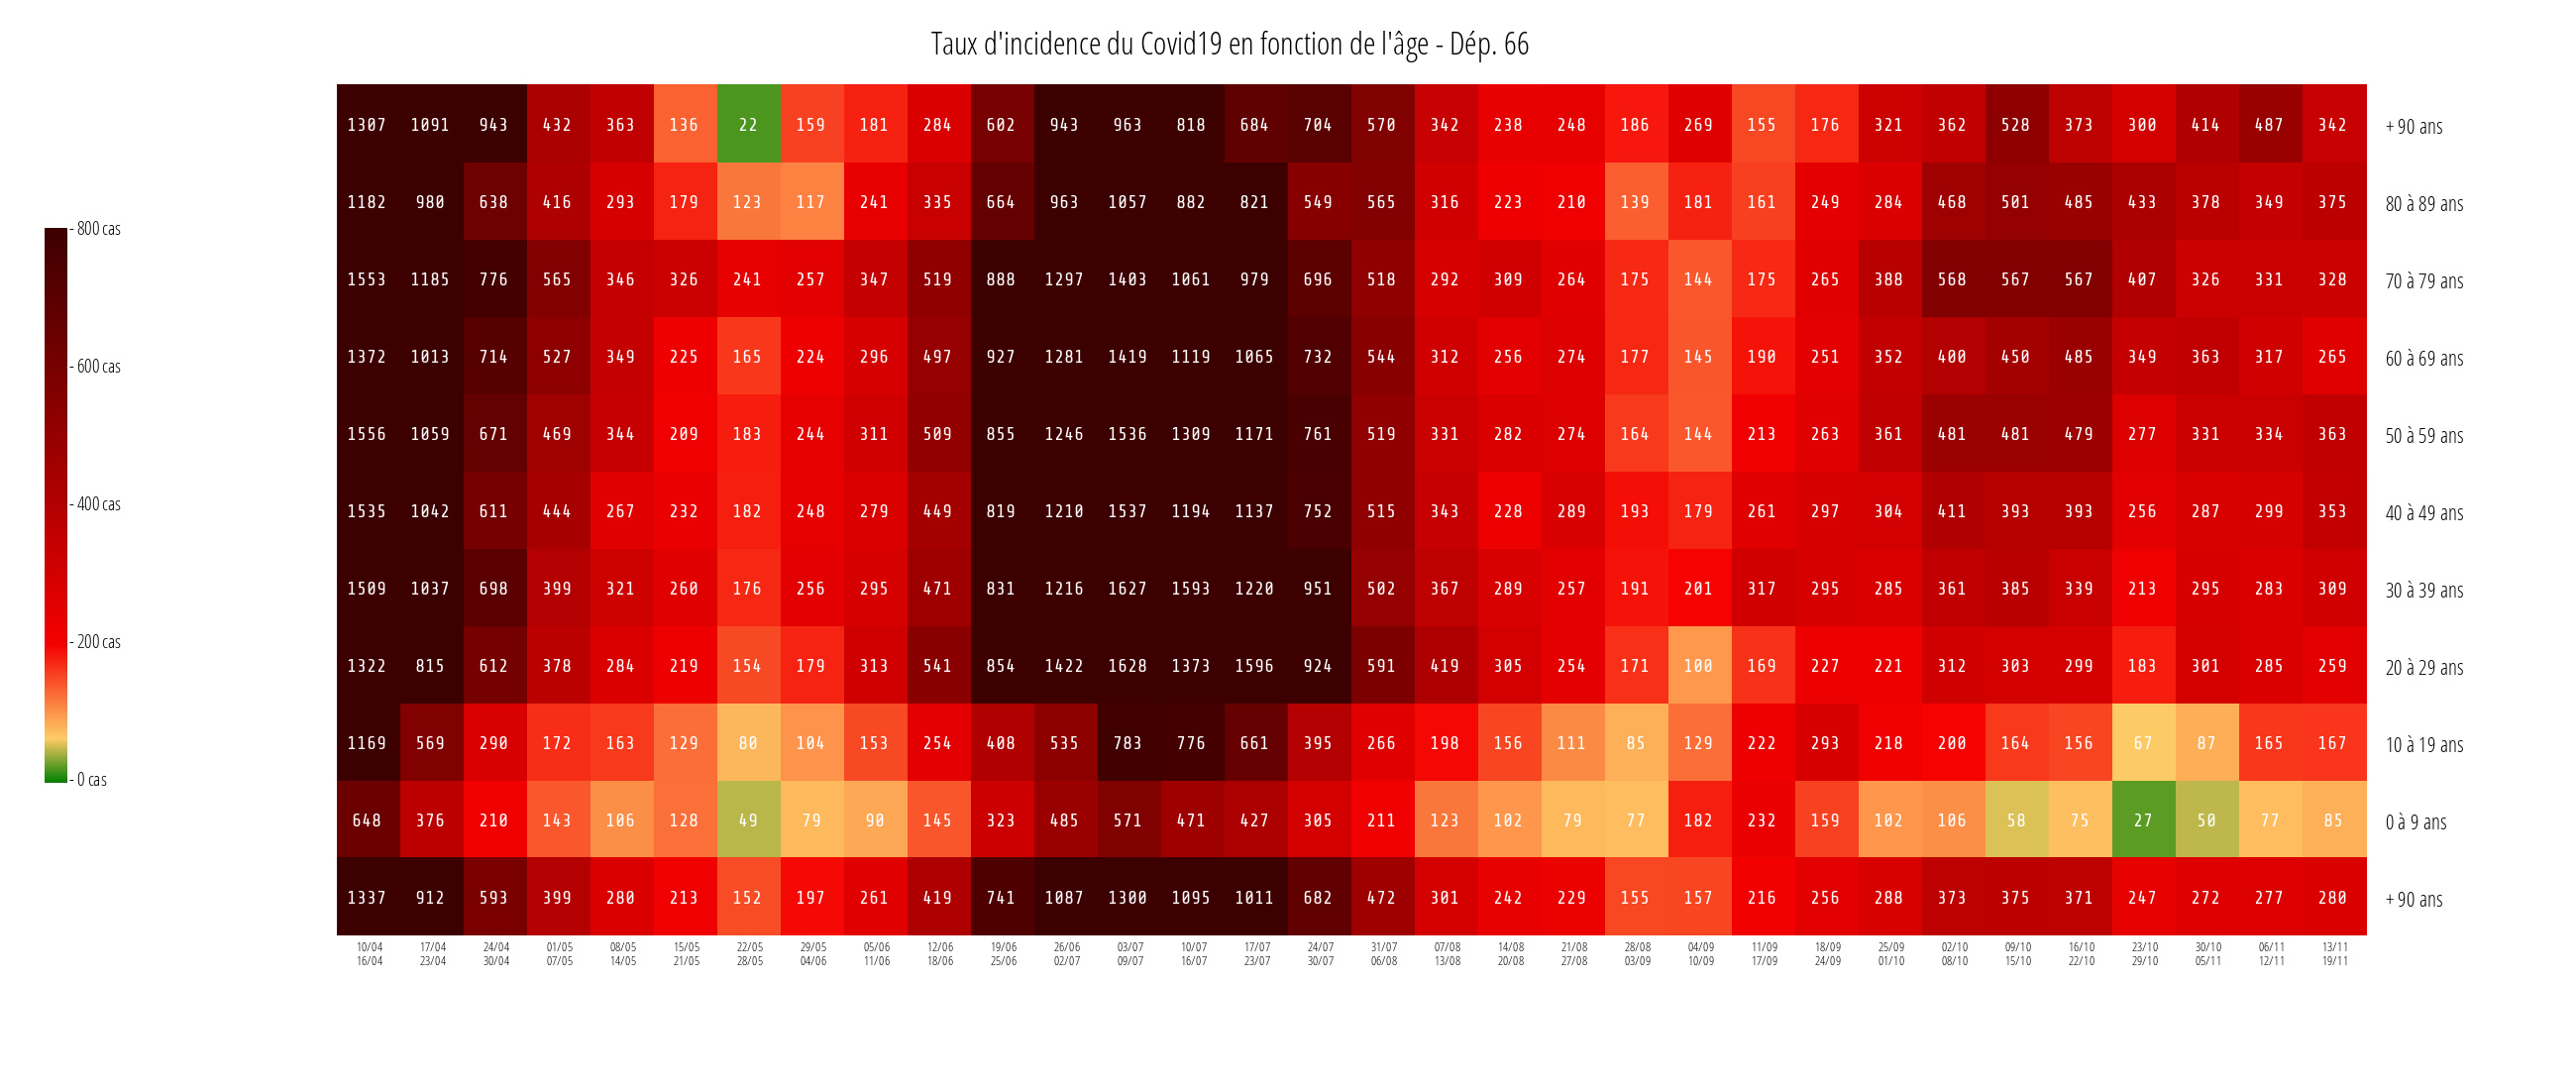 Taux d'incidence du Covid19 en fonction de l'âge - Dép. 66
1307 1091 943 432 363 136 22 159 181 284 602 943 963 818 684 704 570 342 238 248 186 269 155 176 321 362 528 373 300 414 487 342 + 90 ans
1182 980 638 416 293 179 123 117 241 335 664 963 1057 882 821 549 565 316 223 210 139 181 161 249 284 468 501 485 433 378 349 375 80 à 89 ans
- 800 cas
1553 1185 776 565 346 326 241 257 347 519 888 1297 1403 1061 979 696 518 292 309 264 175 144 175 265 388 568 567 567 407 326 331 328 70 à 79 ans
1372 1013 714 527 349 225 165 224 296 497 927 1281 1419 1119 1065 732 544 312 256 274 177 145 190 251 352 400 450 485 349 363 317 265 60 à 69 ans
- 600 cas
1556 1059 671 469 344 209 183 244 311 509 855 1246 1536 1309 1171 761 519 331 282 274 164 144 213 263 361 481 481 479 277 331 334 363 50 à 59 ans
- 400 cas
1535 1042 611 444 267 232 182 248 279 449 819 1210 1537 1194 1137 752 515 343 228 289 193 179 261 297 304 411 393 393 256 287 299 353 40 à 49 ans
1509 1037 698 399 321 260 176 256 295 471 831 1216 1627 1593 1220 951 502 367 289 257 191 201 317 295 285 361 385 339 213 295 283 309 30 à 39 ans
- 200 cas
1322 815 612 378 284 219 154 179 313 541 854 1422 1628 1373 1596 924 591 419 305 254 171 100 169 227 221 312 303 299 183 301 285 259 20 à 29 ans
1169 569 290 172 163 129 80 104 153 254 408 535 783 776 661 395 266 198 156 111 85 129 222 293 218 200 164 156 67 87 165 167 10 à 19 ans
- 0 cas
648 376 210 143 106 128 49 79 90 145 323 485 571 471 427 305 211 123 102 79 77 182 232 159 102 106 58 75 27 50 77 85 0 à 9 ans
1337 912 593 399 280 213 152 197 261 419 741 1087 1300 1095 1011 682 472 301 242 229 155 157 216 256 288 373 375 371 247 272 277 280 + 90 ans
10/04 17/04 24/04 01/05 08/05 15/05 22/05 29/05 05/06 12/06 19/06 26/06 03/07 10/07 17/07 24/07 31/07 07/08 14/08 21/08 28/08 04/09 11/09 18/09 25/09 02/10 09/10 16/10 23/10 30/10 06/11 13/11
16/04 23/04 30/04 07/05 14/05 21/05 28/05 04/06 11/06 18/06 25/06 02/07 09/07 16/07 23/07 30/07 06/08 13/08 20/08 27/08 03/09 10/09 17/09 24/09 01/10 08/10 15/10 22/10 29/10 05/11 12/11 19/11